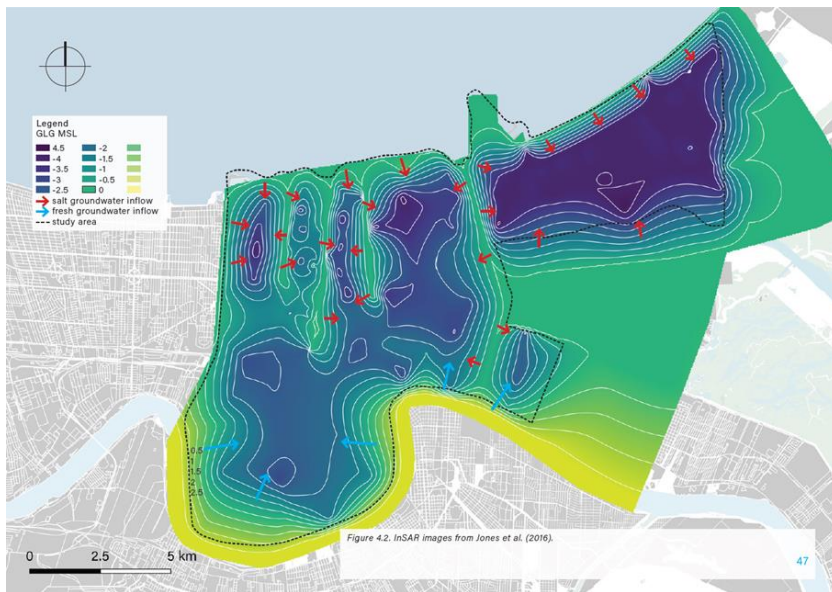 Legend
GLG MSL
4.5 -2
-4 -1.5
-3.5 -1
-3 -0.5
-2.5 0
salt groundwater inflow
fresh groundwater inflow
study area
0.5
1
1.5
2
2.5
0 2.5 5 km
Figure 4.2. InSAR images from Jones et al. (2016).
47